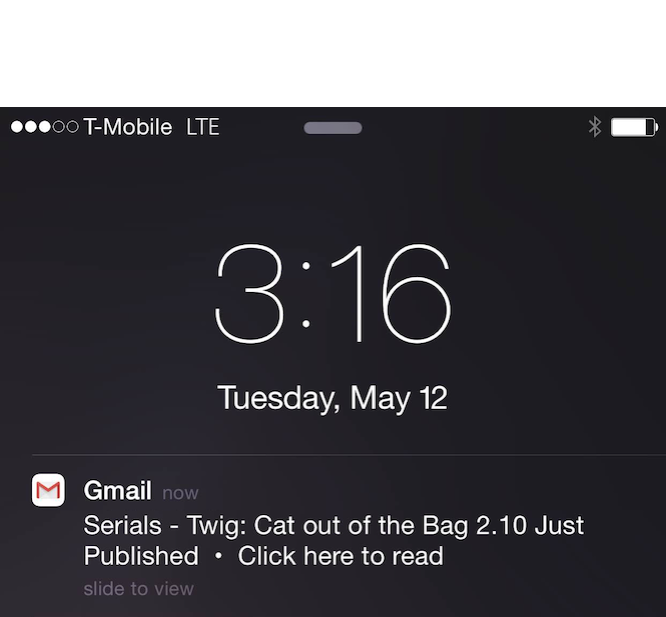 T-Mobile LTE
3:16
Tuesday, May 12
Gmail now
Serials - Twig: Cat out of the Bag 2.10 Just
Published • Click here to read
slide to view